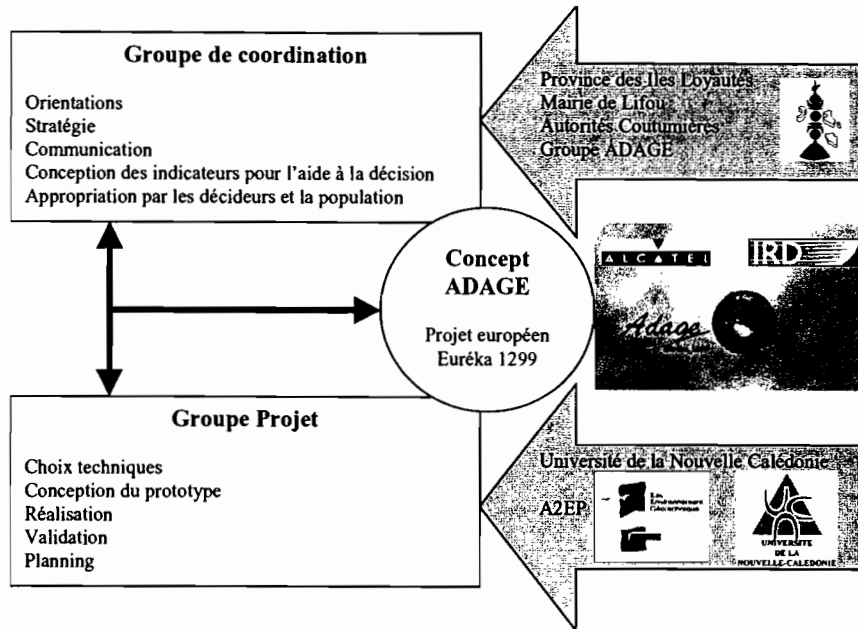 Groupe de coordination
Orientations
Stratégie
Communication
Conception des indicateurs pour l'aide à la décision
Appropriation par les décideurs et la population
Province des Iles Loyautés
Mairie de Lifou
Autorités Coutumières
Groupe ADAGE
Concept
ADAGE
Projet européen
Euréka 1299
ALCATEL
IRD
Adage
Groupe Projet
Choix techniques
Conception du prototype
Réalisation
Validation
Planning
Université de la Nouvelle Calédonie
A2EP
Eau
Environnement
Géotechnique
UNIVERSITE
DE LA
NOUVELLE-CALEDONIE